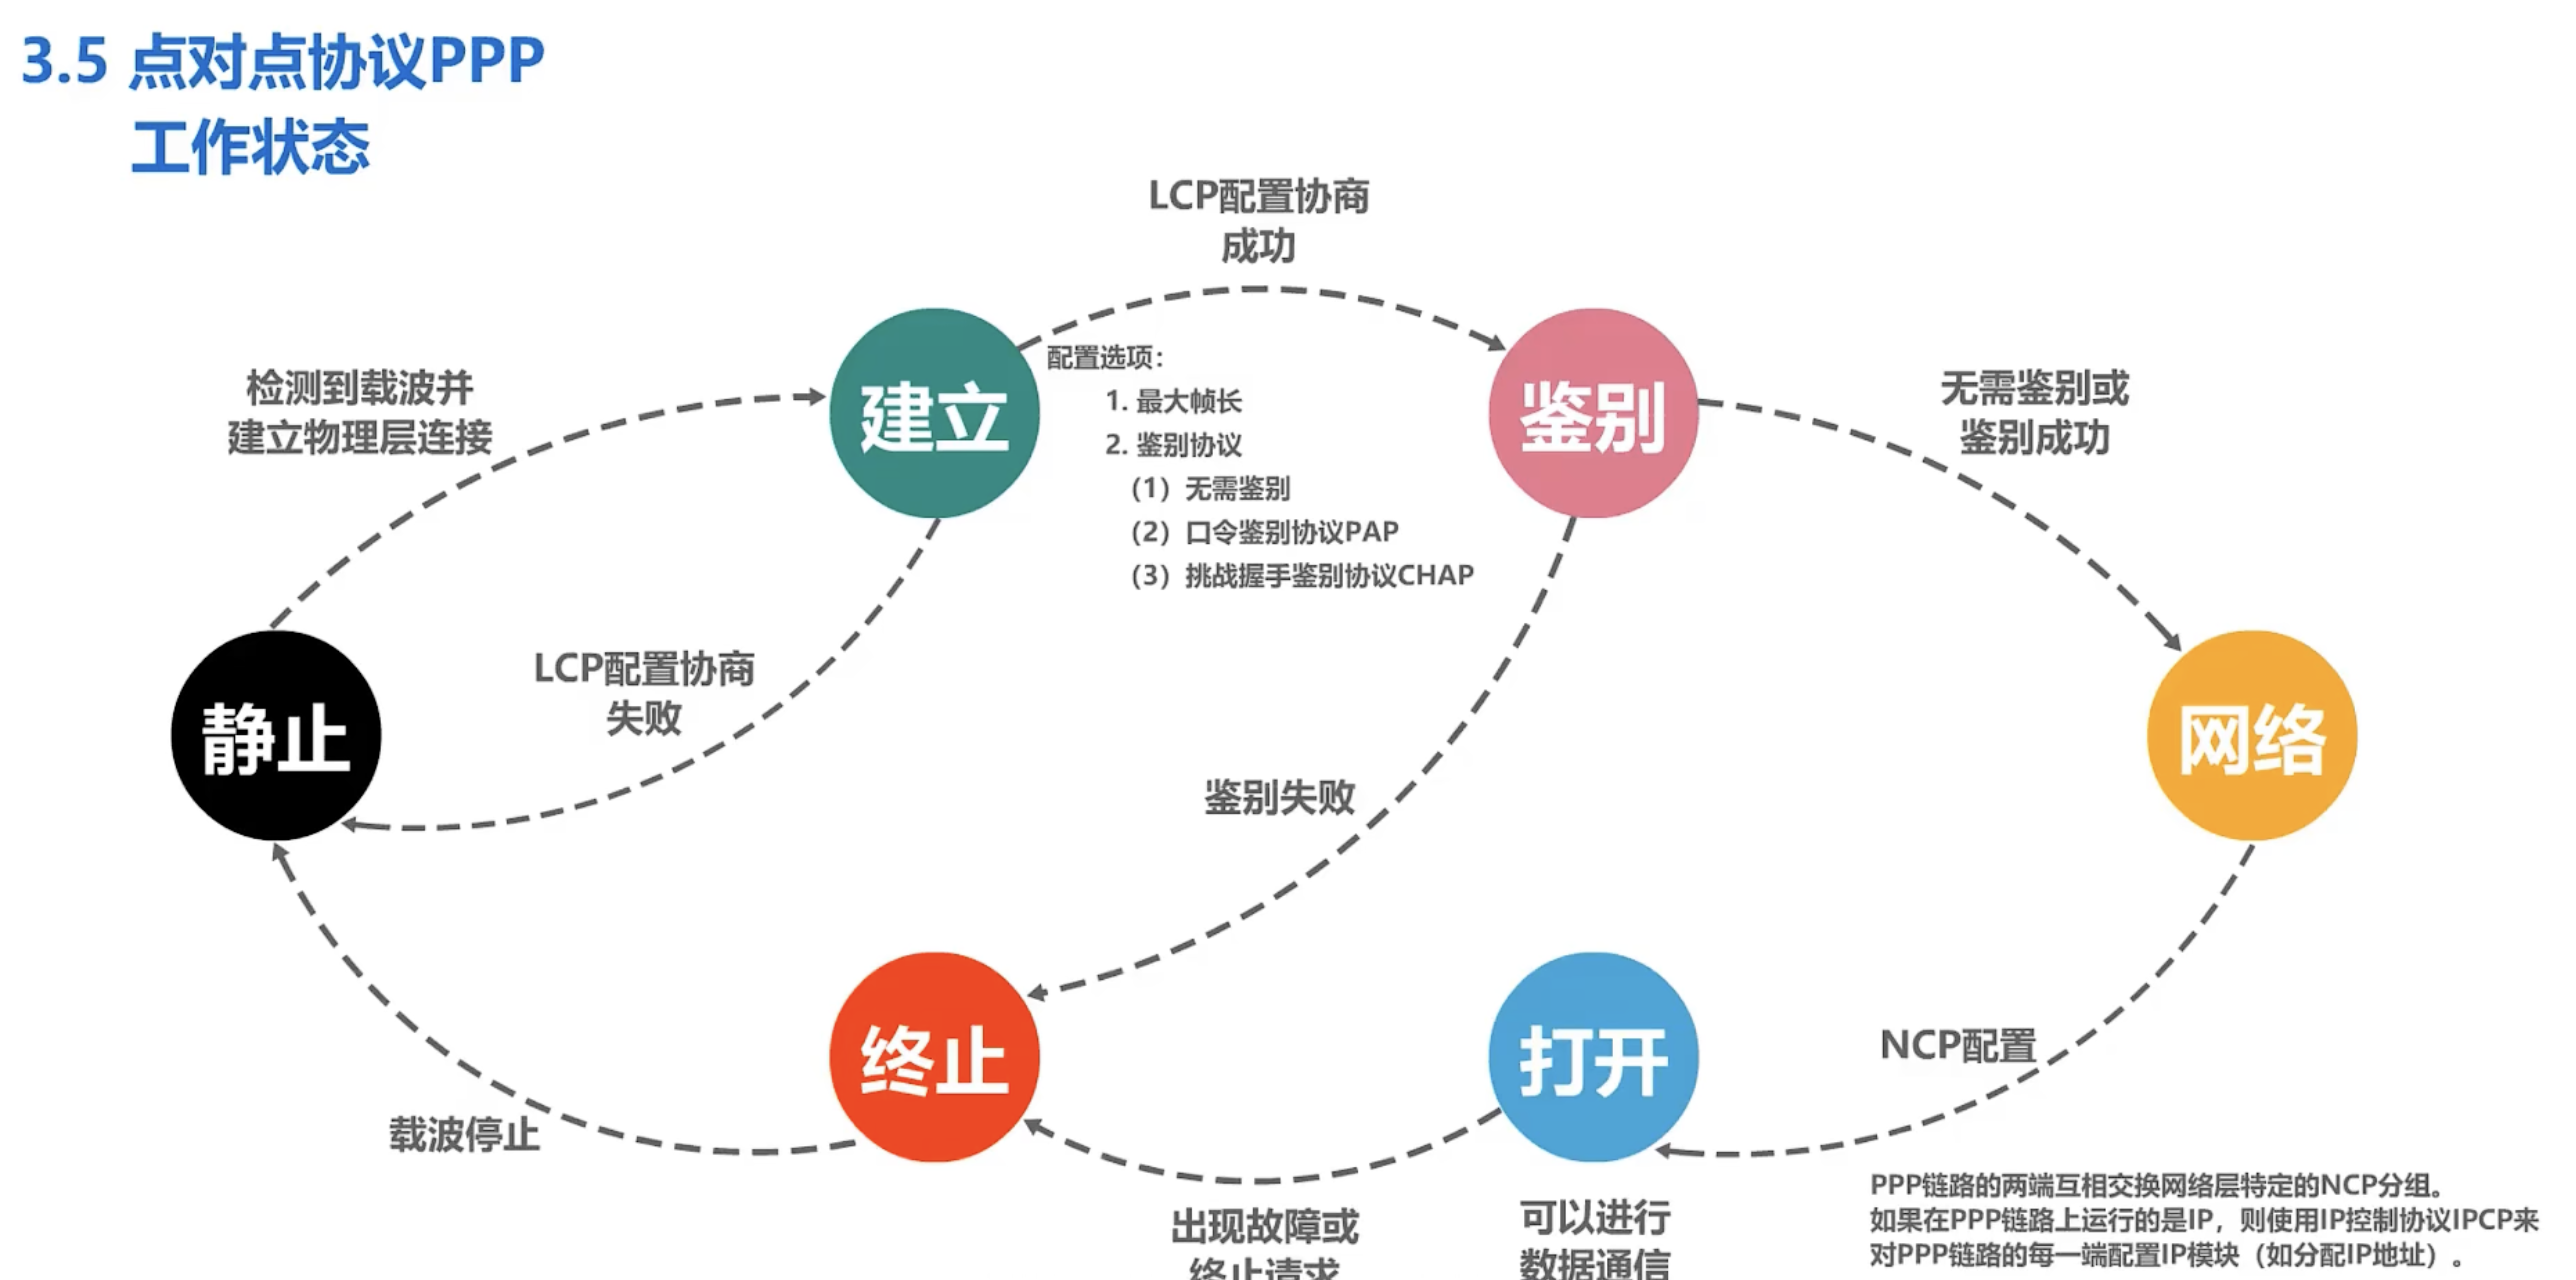 3.5 点对点协议PPP
工作状态
LCP配置协商
成功
检测到载波并
建立物理层连接
建立
配置选项：
1. 最大帧长
2. 鉴别协议
（1）无需鉴别
（2）口令鉴别协议PAP
（3）挑战握手鉴别协议CHAP
鉴别
无需鉴别或
鉴别成功
静止
LCP配置协商
失败
网络
鉴别失败
终止
打开
NCP配置
载波停止
出现故障或
终止请求
可以进行
数据通信
PPP链路的两端互相交换网络层特定的NCP分组。
如果在PPP链路上运行的是IP，则使用IP控制协议IPCP来
对PPP链路的每一端配置IP模块（如分配IP地址）。